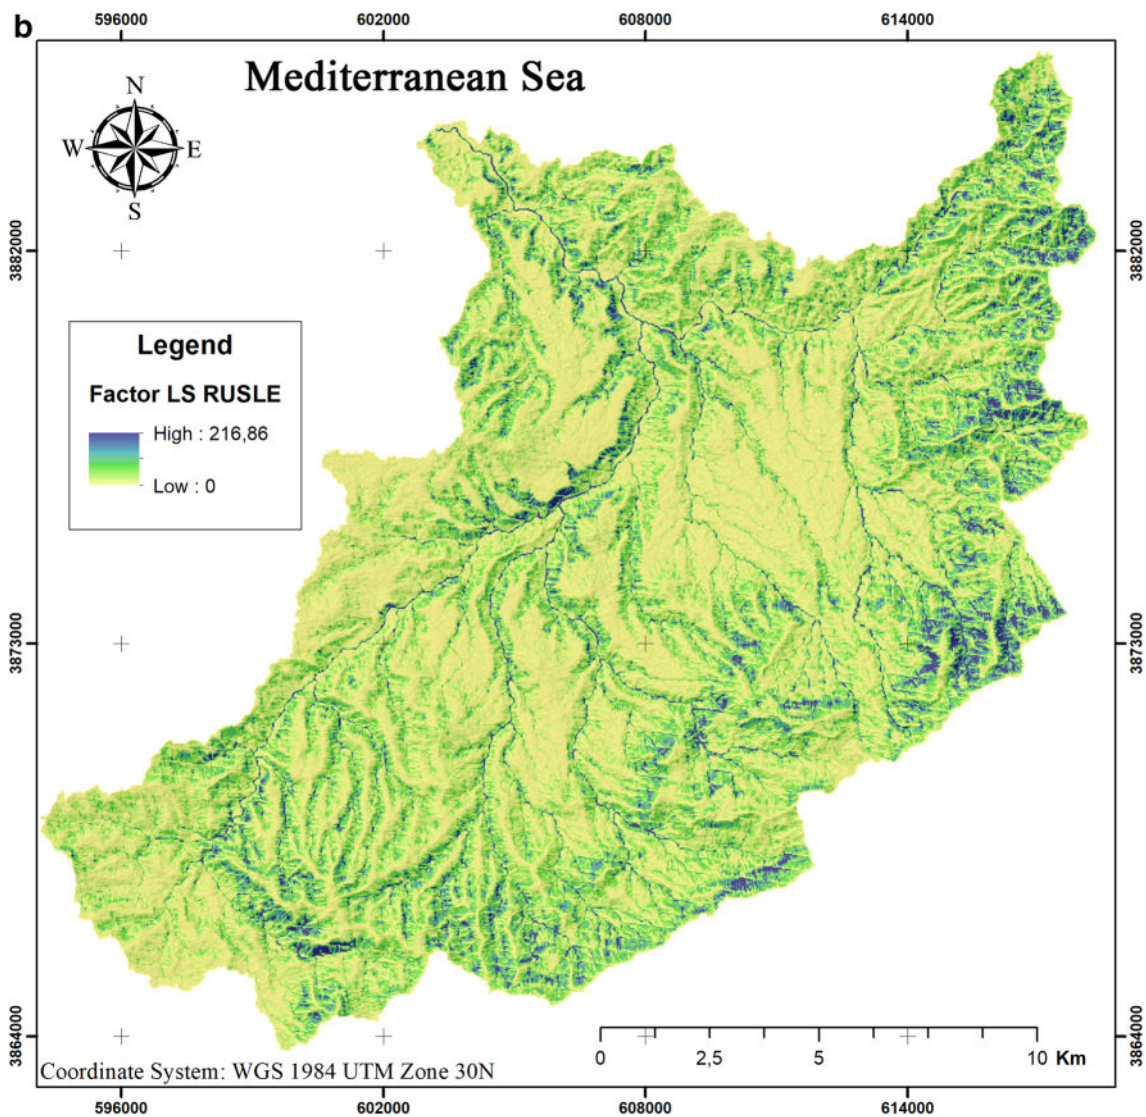 b
596000 602000 608000 614000
Mediterranean Sea
N
W E
S
3882000 3882000
Legend
Factor LS RUSLE
High : 216,86
Low : 0
3873000 3873000
3864000 3864000
0 2,5 5 10 Km
Coordinate System: WGS 1984 UTM Zone 30N
596000 602000 608000 614000